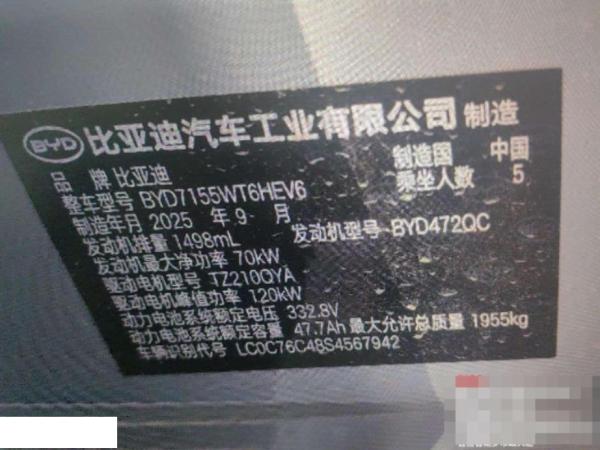 BYD 比亚迪汽车工业有限公司 制造
品 牌 比亚迪 制造国 中国
整车型号 BYD7155WT6HEV6 乘坐人数 5
制造年月 2025 年 9 月
发动机排量 1498mL 发动机型号 BYD472QC
发动机最大净功率 70kW
驱动电机型号 TZ210QYA
驱动电机峰值功率 120kW
动力电池系统额定电压 332.8V
动力电池系统额定容量 47.7Ah 最大允许总质量 1955kg
车辆识别代号 LC0C76C48S4567942